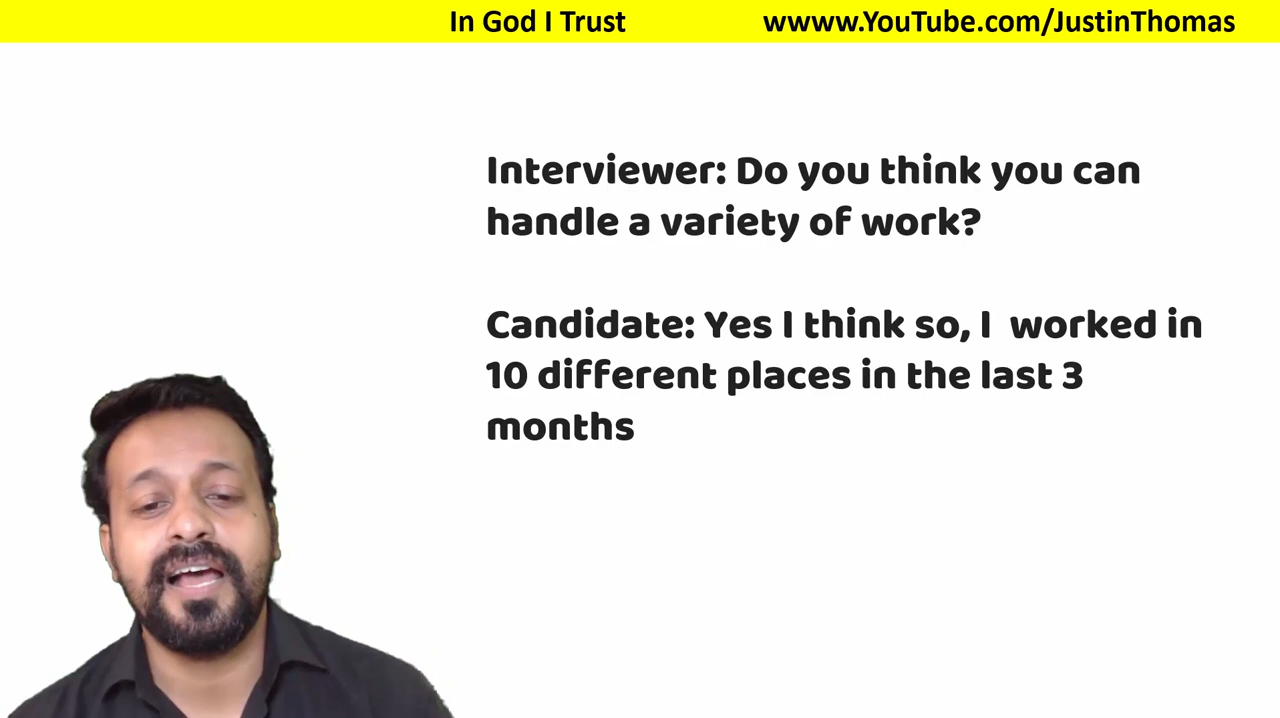 In God I Trust wwww.YouTube.com/JustinThomas
Interviewer: Do you think you can
handle a variety of work?
Candidate: Yes I think so, I  worked in
10 different places in the last 3
months